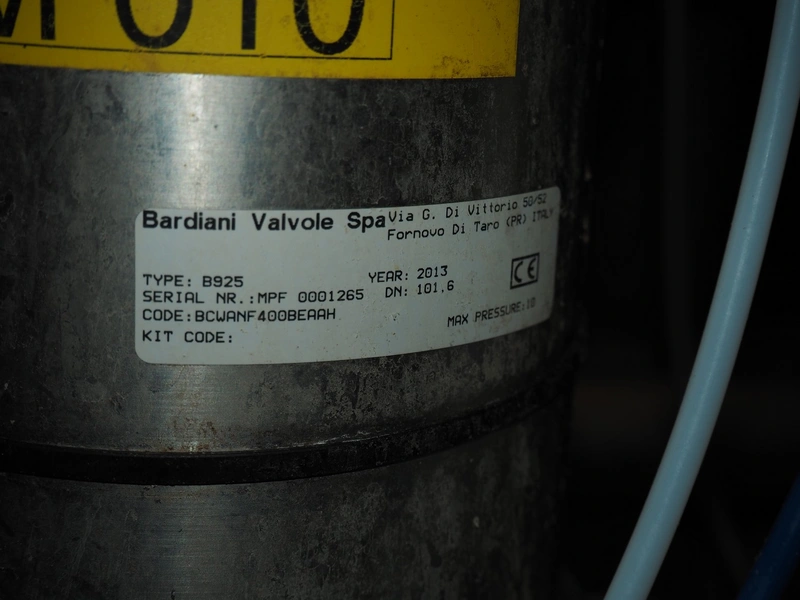 Bardiani Valvole Spa Via G. Di Vittorio 50/52
Fornovo Di Taro (PR) ITALY
TYPE: B925 YEAR: 2013
SERIAL NR.:MPF 0001265 DN: 101,6
CODE:BCWANF400BEAAH
MAX PRESSURE:10
KIT CODE:
CE